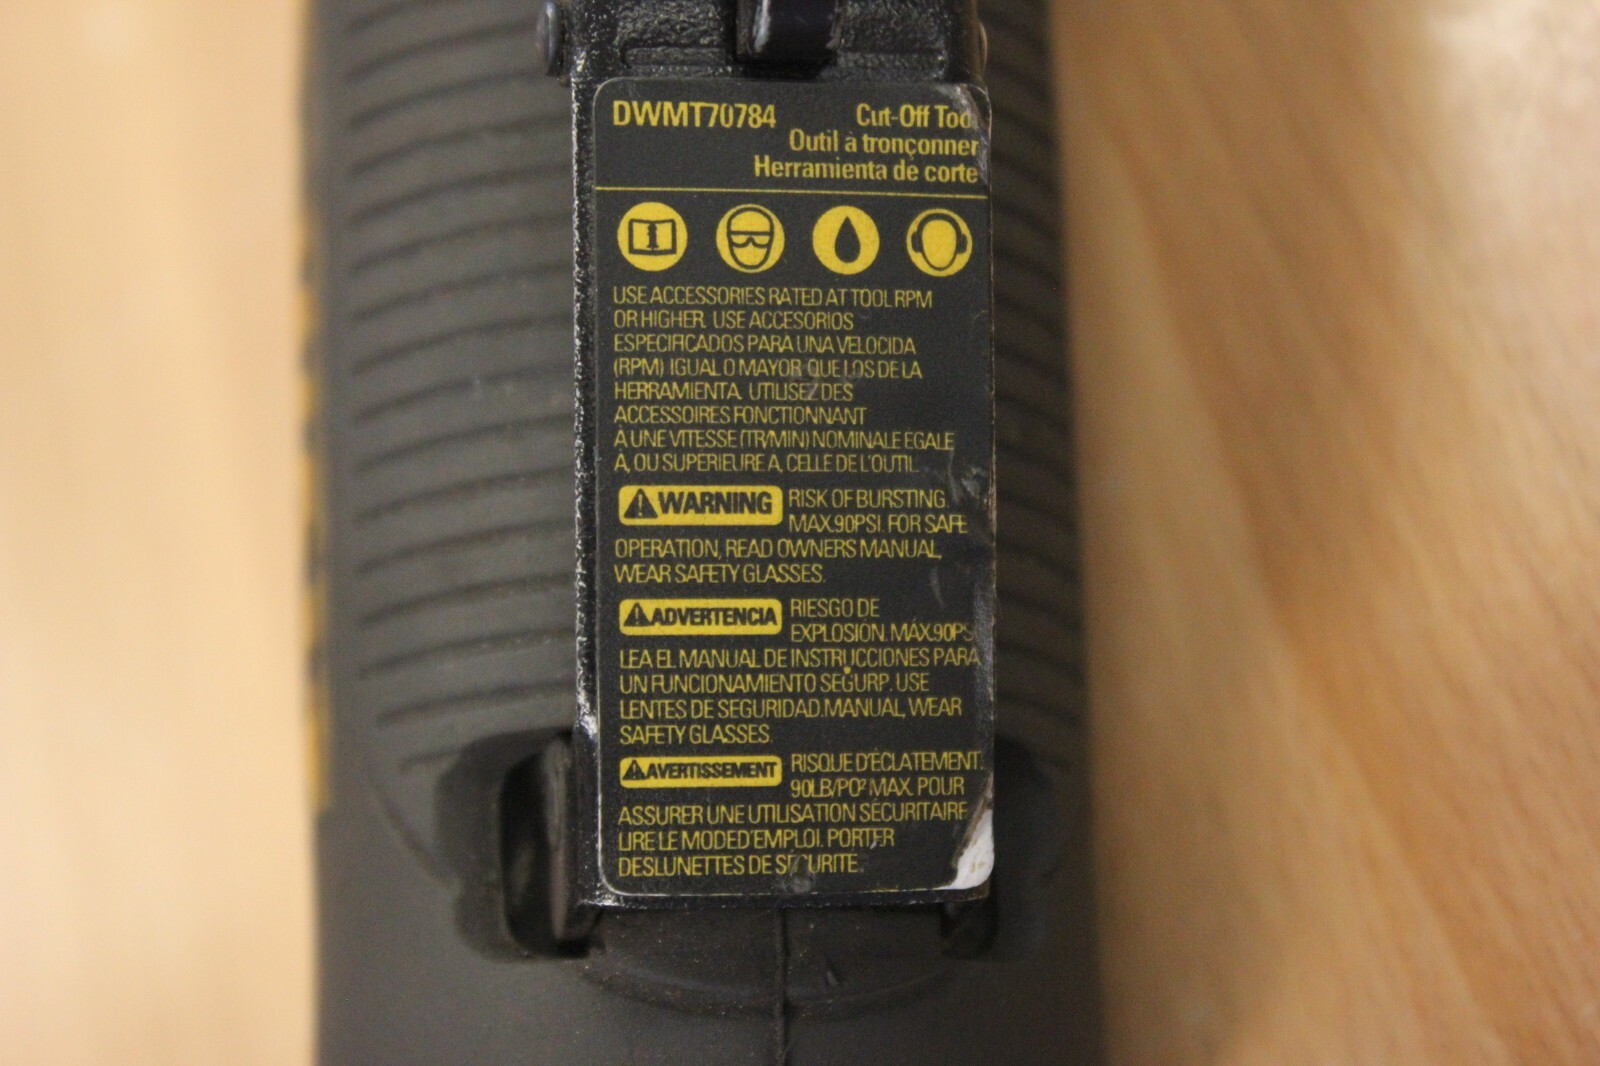 DWMT70784 Cut-Off Tool
Outil à tronçonner
Herramienta de corte
USE ACCESSORIES RATED AT TOOL RPM
OR HIGHER. USE ACCESORIOS
ESPECIFICADOS PARA UNA VELOCIDA
(RPM) IGUAL O MAYOR QUE LOS DE LA
HERRAMIENTA. UTILISEZ DES
ACCESSOIRES FONCTIONNANT
À UNE VITESSE (TR/MIN) NOMINALE EGALE
À, OU SUPERIEURE A, CELLE DE L'OUTIL.
WARNING RISK OF BURSTING.
MAX.90PSI. FOR SAFE
OPERATION, READ OWNERS MANUAL,
WEAR SAFETY GLASSES.
ADVERTENCIA RIESGO DE
EXPLOSIÓN. MÁX.90PSI
LEA EL MANUAL DE INSTRUCCIONES PARA
UN FUNCIONAMIENTO SEGURP. USE
LENTES DE SEGURIDAD.MANUAL, WEAR
SAFETY GLASSES.
AVERTISSEMENT RISQUE D'ÉCLATEMENT.
90LB/PO² MAX. POUR
ASSURER UNE UTILISATION SÉCURITAIRE
LIRE LE MODED'EMPLOI. PORTER
DESLUNETTES DE SÉCURITE.